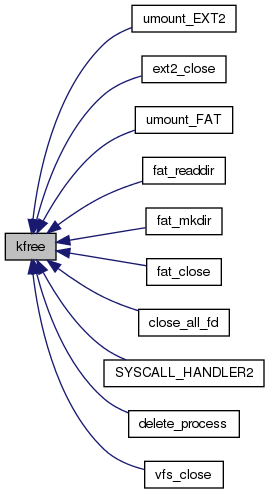 umount_EXT2
ext2_close
umount_FAT
fat_readdir
fat_mkdir
kfree
fat_close
close_all_fd
SYSCALL_HANDLER2
delete_process
vfs_close